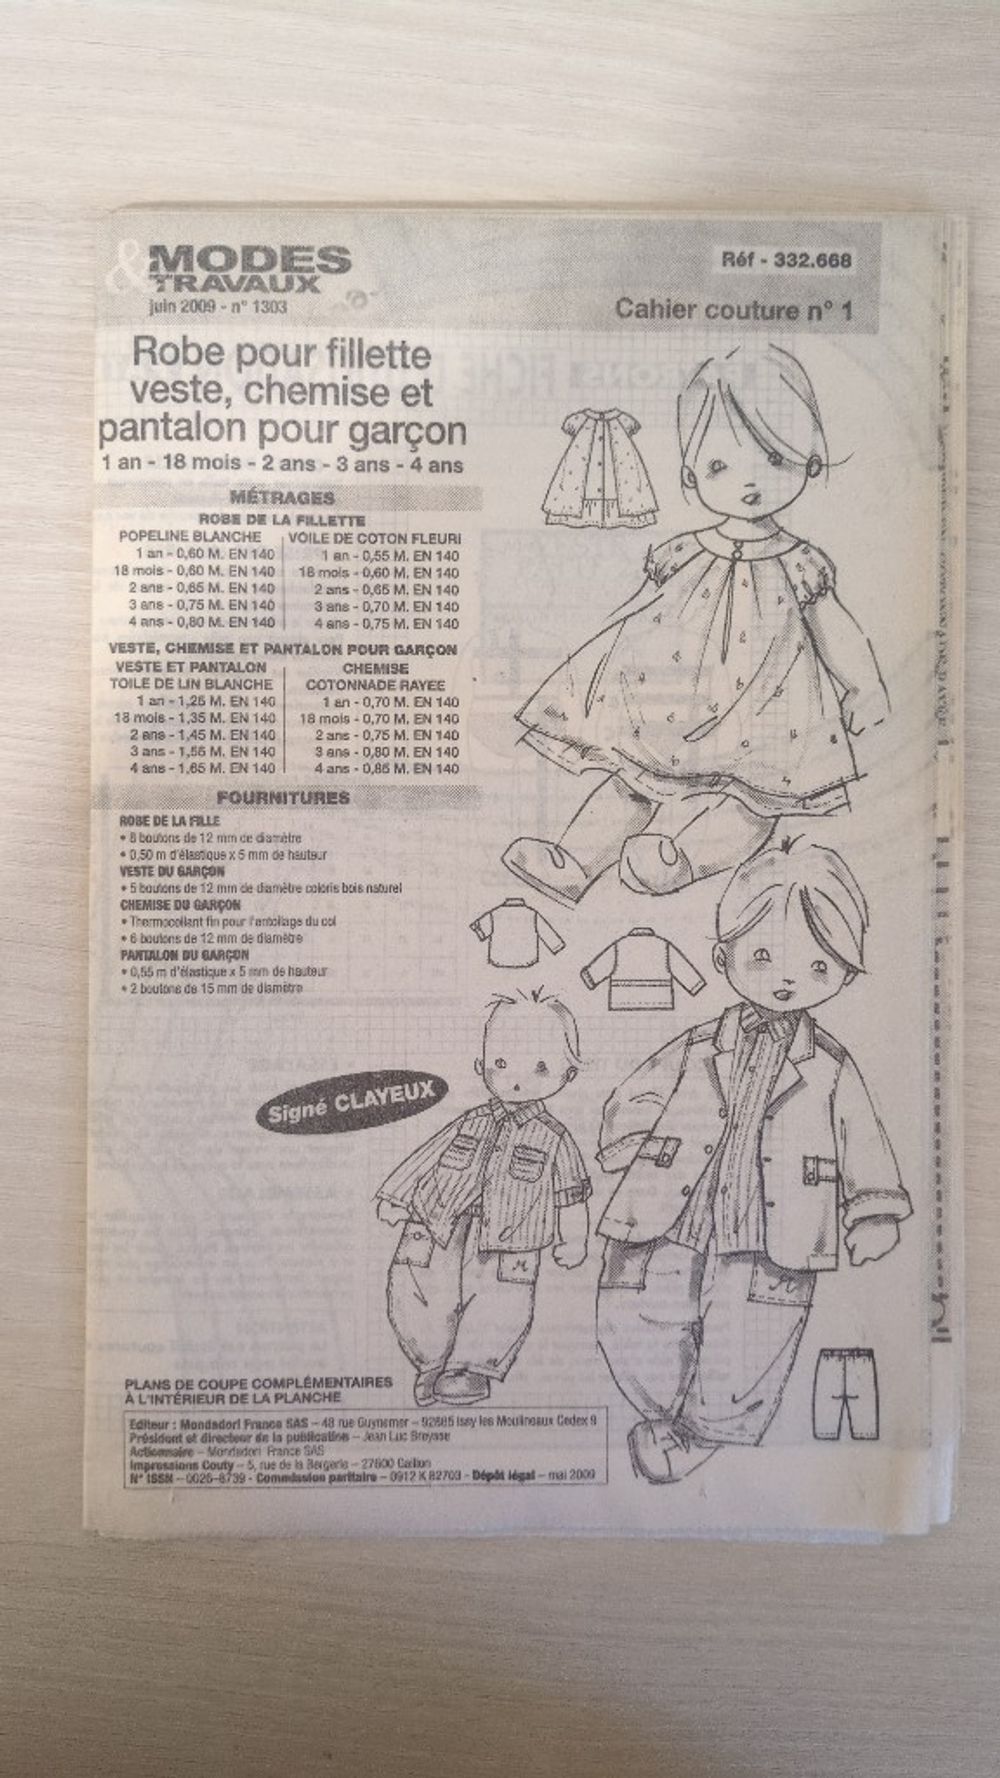 & MODES
TRAVAUX
juin 2009 - n° 1303
Réf - 332.668
Cahier couture n° 1
Robe pour fillette
veste, chemise et
pantalon pour garçon
1 an - 18 mois - 2 ans - 3 ans - 4 ans
MÉTRAGES
ROBE DE LA FILLETTE
POPELINE BLANCHE
1 an - 0,60 M. EN 140
18 mois - 0,60 M. EN 140
2 ans - 0,65 M. EN 140
3 ans - 0,75 M. EN 140
4 ans - 0,80 M. EN 140
VOILE DE COTON FLEURI
1 an - 0,55 M. EN 140
18 mois - 0,60 M. EN 140
2 ans - 0,65 M. EN 140
3 ans - 0,70 M. EN 140
4 ans - 0,75 M. EN 140
VESTE, CHEMISE ET PANTALON POUR GARÇON
VESTE ET PANTALON
TOILE DE LIN BLANCHE
1 an - 1,25 M. EN 140
18 mois - 1,35 M. EN 140
2 ans - 1,45 M. EN 140
3 ans - 1,55 M. EN 140
4 ans - 1,65 M. EN 140
CHEMISE
COTONNADE RAYEE
1 an - 0,70 M. EN 140
18 mois - 0,70 M. EN 140
2 ans - 0,75 M. EN 140
3 ans - 0,80 M. EN 140
4 ans - 0,85 M. EN 140
FOURNITURES
ROBE DE LA FILLE
• 8 boutons de 12 mm de diamètre
• 0,50 m d'élastique x 5 mm de hauteur
VESTE DU GARÇON
• 5 boutons de 12 mm de diamètre coloris bois naturel
CHEMISE DU GARÇON
• Thermocollant fin pour l'entoilage du col
• 6 boutons de 12 mm de diamètre
PANTALON DU GARÇON
• 0,55 m d'élastique x 5 mm de hauteur
• 2 boutons de 15 mm de diamètre
Signé CLAYEUX
PLANS DE COUPE COMPLÉMENTAIRES
À L'INTÉRIEUR DE LA PLANCHE
Editeur : Mondadori France SAS – 48 rue Guynemer – 92865 Issy les Moulineaux Cedex 9
Président et directeur de la publication – Jean Luc Breysse
Actionnaire – Mondadori France SAS
Impressions Couty – 5, rue de la Bergerie – 27600 Gaillon
N° ISSN – 0026-8739 - Commission paritaire – 0912 K 82703 - Dépôt légal – mai 2009